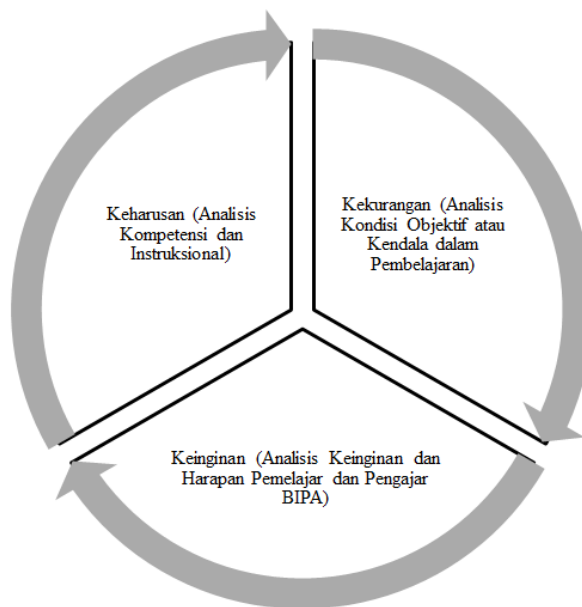 Keharusan (Analisis
Kompetensi dan
Instruksional)
Kekurangan (Analisis
Kondisi Objektif atau
Kendala dalam
Pembelajaran)
Keinginan (Analisis Keinginan dan
Harapan Pemelajar dan Pengajar
BIPA)